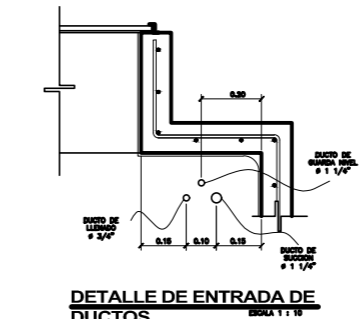 0.20
DUCTO DE
GUARDA NIVEL
ø 1 1/4"
DUCTO DE
LLENADO
ø 3/4"
0.15
0.10
0.15
DUCTO DE
SUCCION
ø 1 1/4"
DETALLE DE ENTRADA DE
DUCTOS
ESCALA 1 : 10